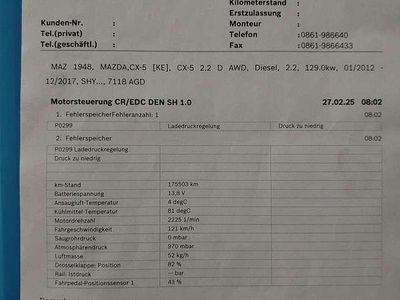 Kilometerstand :
Erstzulassung :
Kunden-Nr. : Monteur :
Tel.(privat) : Telefon :0861-986640
Tel.(geschäftl.) : Fax :0861-9866433
MAZ 1948, MAZDA,CX-5 [KE], CX-5 2.2 D AWD, Diesel, 2.2, 129.0kw, 01/2012 -
12/2017, SHY..., 7118 AGD
Motorsteuerung CR/EDC DEN SH 1.0 27.02.25 08:02
1. FehlerspeicherFehleranzahl: 1 08:02
P0299 Ladedruckregelung Druck zu niedrig
2. Fehlerspeicher 08:02
P0299 Ladedruckregelung
Druck zu niedrig
km-Stand 175503 km
Batteriespannung 13,8 V
Ansaugluft-Temperatur 4 degC
Kühlmittel-Temperatur 81 degC
Motordrehzahl 2225 1/min
Fahrgeschwindigkeit 121 km/h
Saugrohrdruck 0 mbar
Atmosphärendruck 970 mbar
Luftmasse 52 kg/h
Drosselklappe: Position 82 %
Rail: Istdruck --- bar
Fahrpedal-Positionssensor 1 43 %